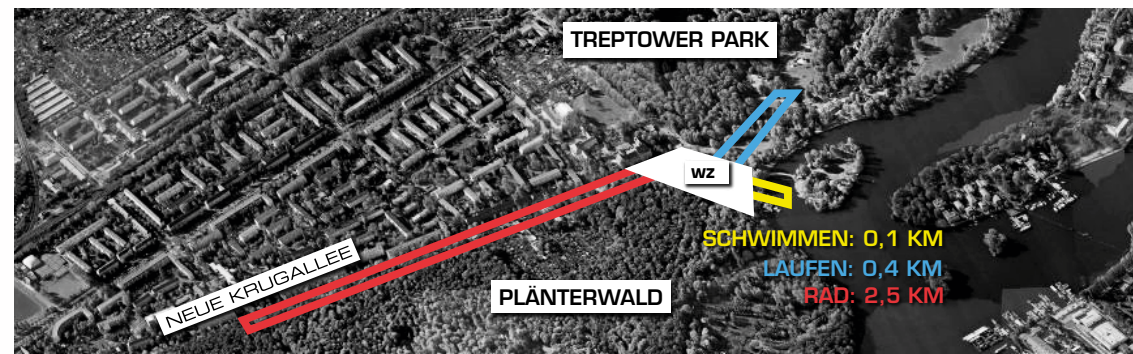 TREPTOWER PARK
WZ
SCHWIMMEN: 0,1 KM
LAUFEN: 0,4 KM
RAD: 2,5 KM
NEUE KRUGALLEE
PLÄNTERWALD